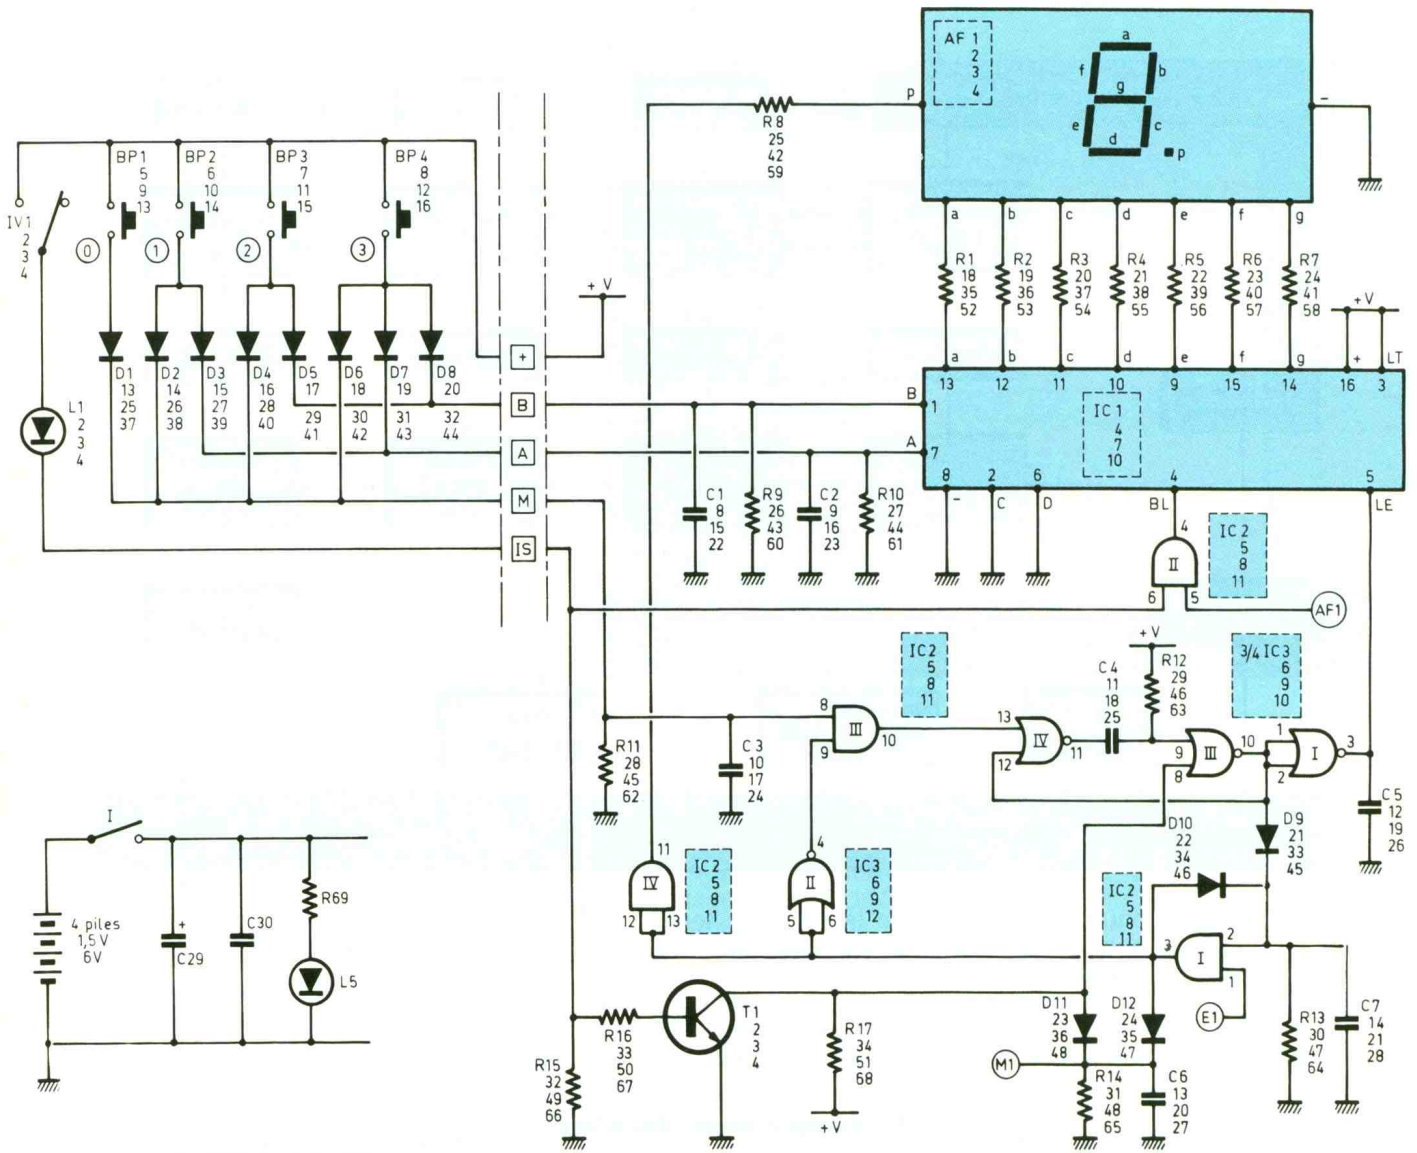 AF 1
2
3
4
a
f
b
g
e
c
d
p
P
-
R 8
25
42
59
BP1
5
9
13
BP2
6
10
14
BP3
7
11
15
BP4
8
12
16
IV1
2
3
4
0
1
2
3
+ V
a
b
c
d
e
f
g
R1
18
35
52
R2
19
36
53
R3
20
37
54
R4
21
38
55
R5
22
39
56
R6
23
40
57
R7
24
41
58
+V
a
b
c
d
e
f
g
+
LT
13
12
11
10
9
15
14
16
3
D1
13
25
37
D2
14
26
38
D3
15
27
39
D4
16
28
40
D5
17
29
41
D6
18
30
42
D7
19
31
43
D8
20
32
44
L1
2
3
4
+
B
A
M
IS
B
1
A
7
IC 1
4
7
10
8
2
6
4
5
-
C
D
BL
LE
C1
8
15
22
R9
26
43
60
C2
9
16
23
R10
27
44
61
4
II
6
5
IC 2
5
8
11
AF1
+ V
IC2
5
8
11
C4
11
18
25
R12
29
46
63
3/4 IC3
6
9
10
8
III
9
10
13
IV
12
11
9
III
8
10
1
I
2
3
R11
28
45
62
C3
10
17
24
C5
12
19
26
D10
22
34
46
D9
21
33
45
I
4 piles
1,5V
6V
+
C29
C30
R69
L5
11
IV
12
13
IC2
5
8
11
4
II
5
6
IC3
6
9
12
IC2
5
8
11
3
I
2
1
E1
T1
2
3
4
R16
33
50
67
R15
32
49
66
R17
34
51
68
+V
D11
23
36
48
D12
24
35
47
M1
R14
31
48
65
C6
13
20
27
R13
30
47
64
C7
14
21
28